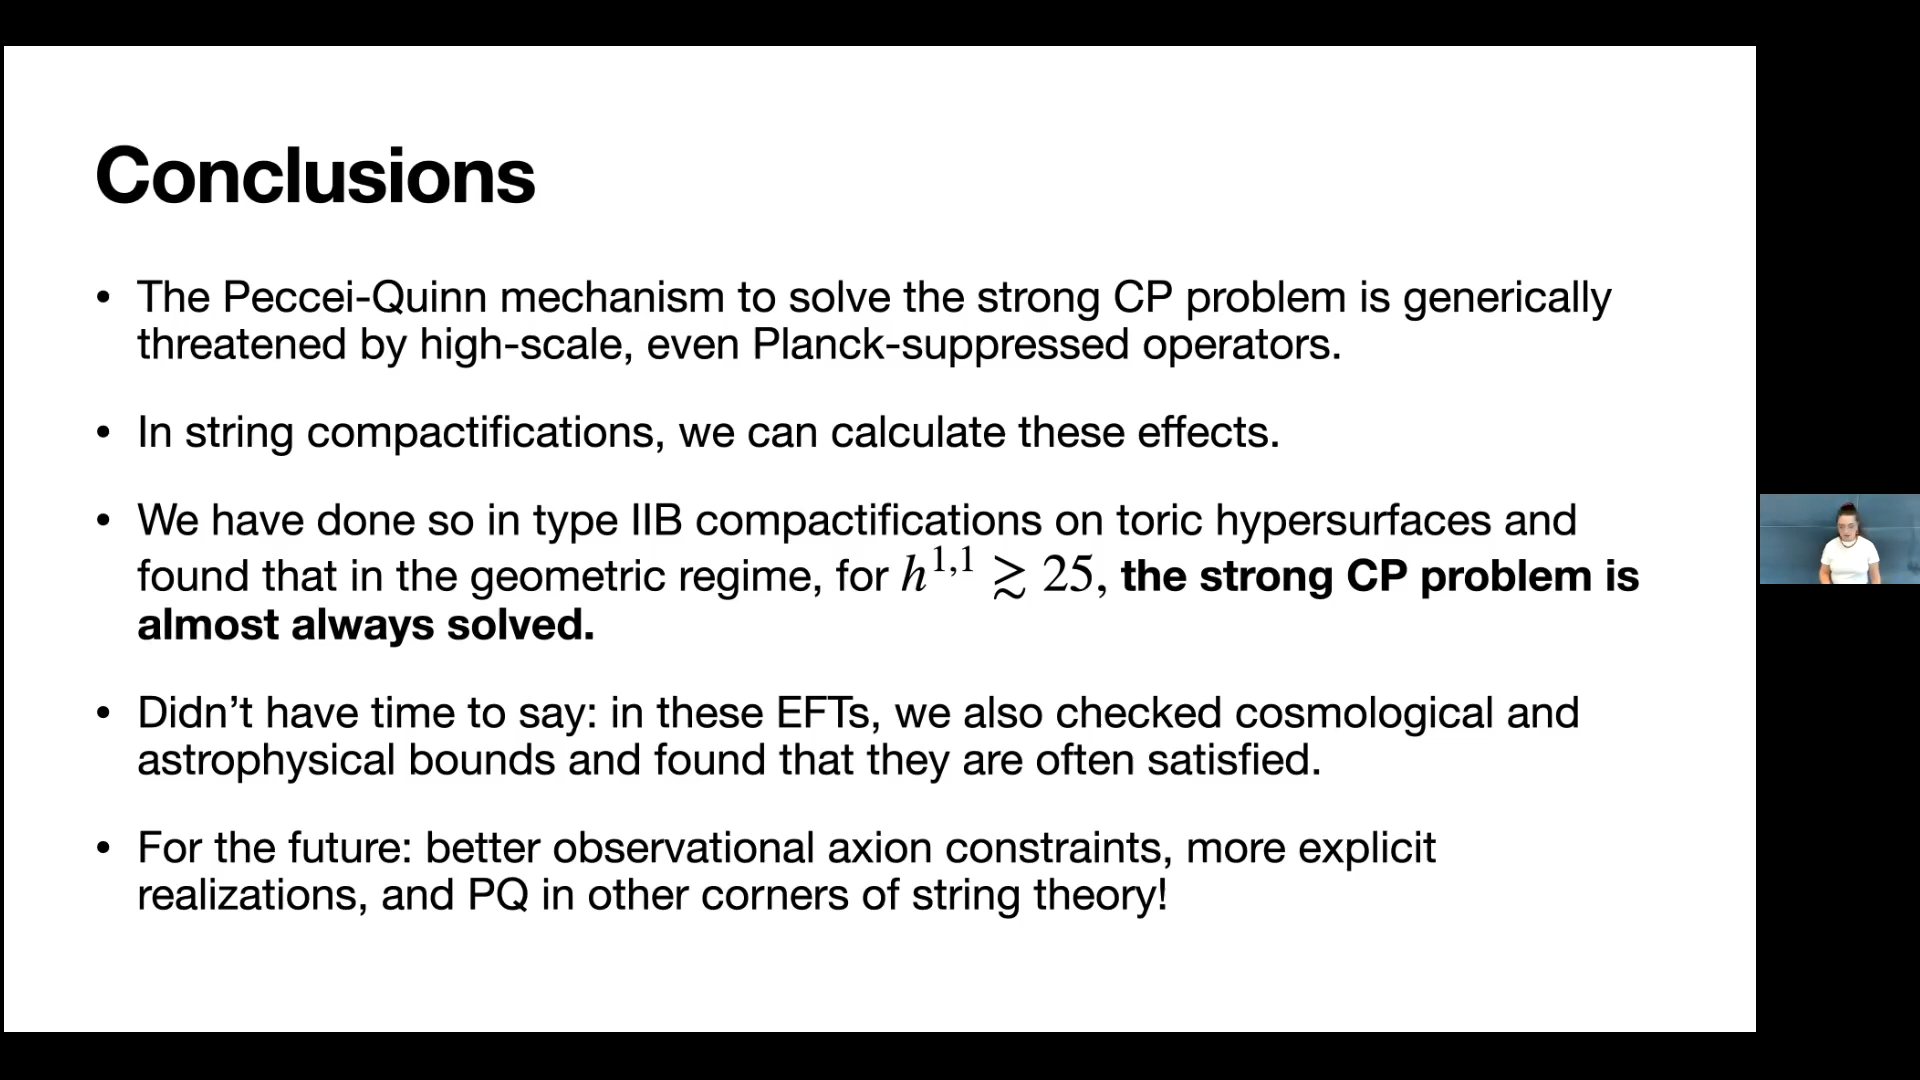 Conclusions
• The Peccei-Quinn mechanism to solve the strong CP problem is generically
threatened by high-scale, even Planck-suppressed operators.
• In string compactifications, we can calculate these effects.
• We have done so in type IIB compactifications on toric hypersurfaces and
found that in the geometric regime, for h^{1,1} ≳ 25, the strong CP problem is
almost always solved.
• Didn’t have time to say: in these EFTs, we also checked cosmological and
astrophysical bounds and found that they are often satisfied.
• For the future: better observational axion constraints, more explicit
realizations, and PQ in other corners of string theory!